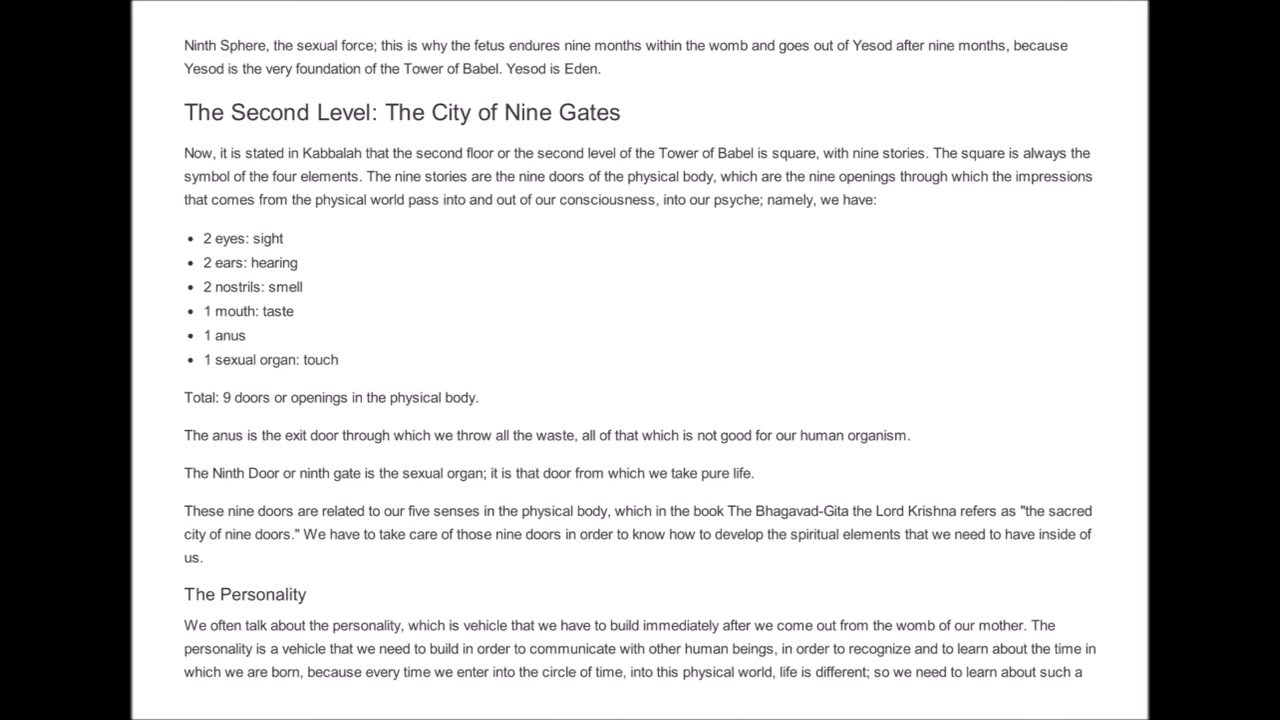 Ninth Sphere, the sexual force; this is why the fetus endures nine months within the womb and goes out of Yesod after nine months, because
Yesod is the very foundation of the Tower of Babel. Yesod is Eden.
The Second Level: The City of Nine Gates
Now, it is stated in Kabbalah that the second floor or the second level of the Tower of Babel is square, with nine stories. The square is always the
symbol of the four elements. The nine stories are the nine doors of the physical body, which are the nine openings through which the impressions
that comes from the physical world pass into and out of our consciousness, into our psyche; namely, we have:
• 2 eyes: sight
• 2 ears: hearing
• 2 nostrils: smell
• 1 mouth: taste
• 1 anus
• 1 sexual organ: touch
Total: 9 doors or openings in the physical body.
The anus is the exit door through which we throw all the waste, all of that which is not good for our human organism.
The Ninth Door or ninth gate is the sexual organ; it is that door from which we take pure life.
These nine doors are related to our five senses in the physical body, which in the book The Bhagavad-Gita the Lord Krishna refers as "the sacred
city of nine doors." We have to take care of those nine doors in order to know how to develop the spiritual elements that we need to have inside of
us.
The Personality
We often talk about the personality, which is vehicle that we have to build immediately after we come out from the womb of our mother. The
personality is a vehicle that we need to build in order to communicate with other human beings, in order to recognize and to learn about the time in
which we are born, because every time we enter into the circle of time, into this physical world, life is different; so we need to learn about such a